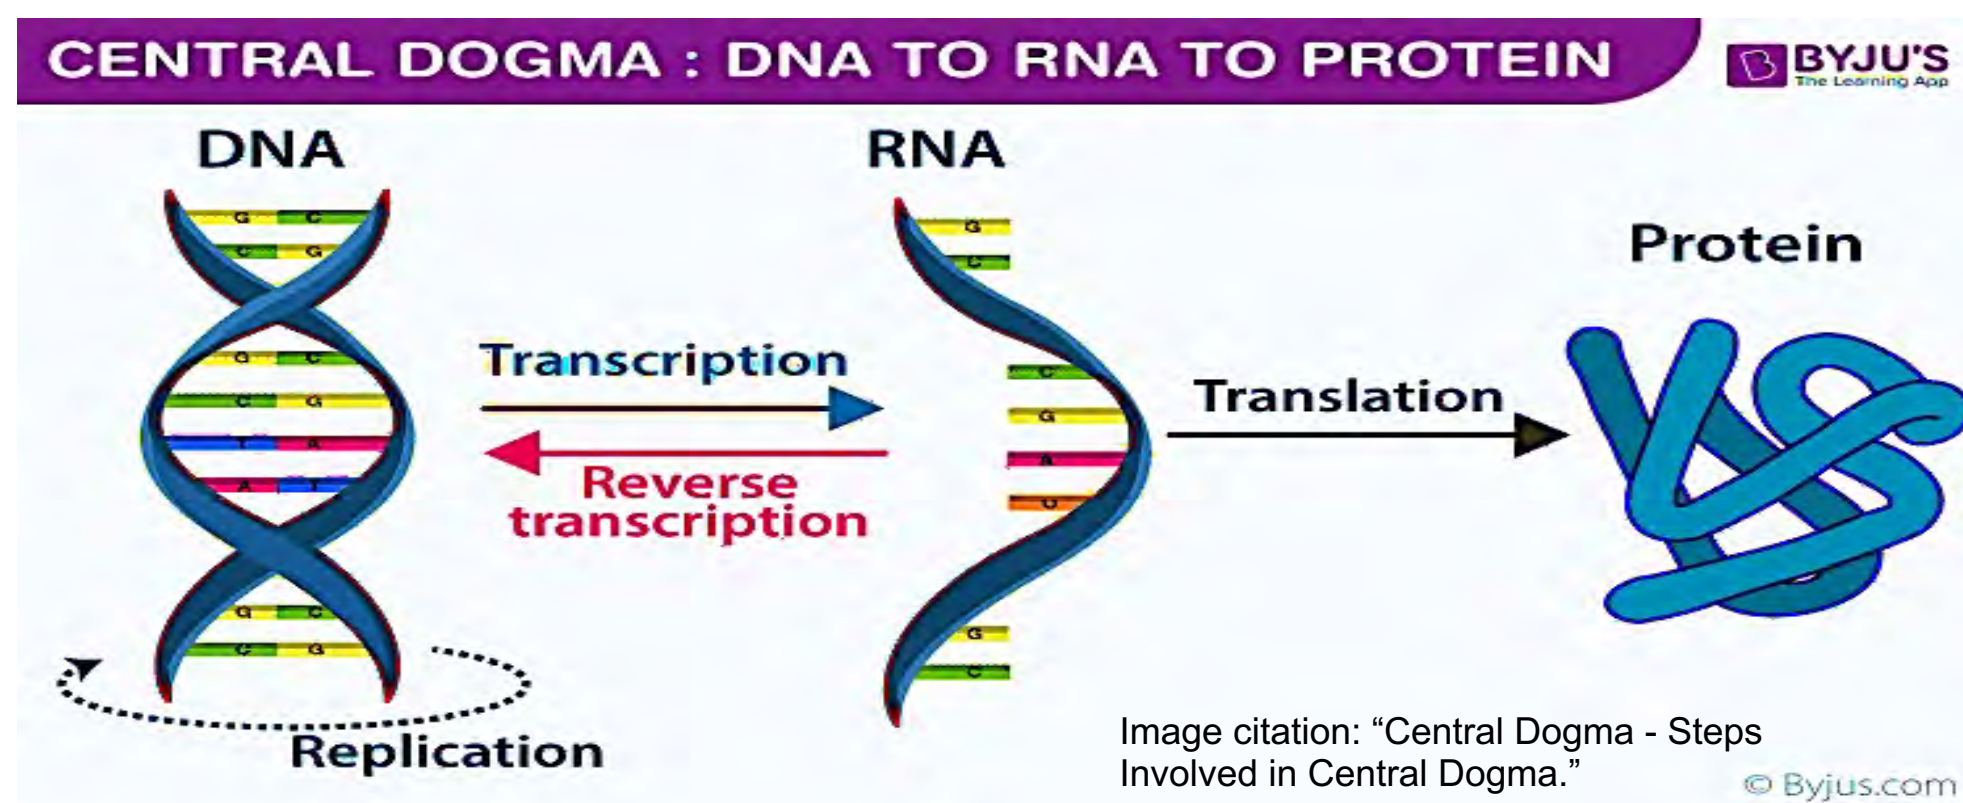 CENTRAL DOGMA : DNA TO RNA TO PROTEIN
B BYJU'S
The Learning App
DNA
RNA
Protein
G C
C G
G C
C G
T A
A T
G C
C G
Transcription
Reverse
transcription
G
C
C
G
A
U
G
C
Translation
Replication
Image citation: “Central Dogma - Steps
Involved in Central Dogma.”
© Byjus.com